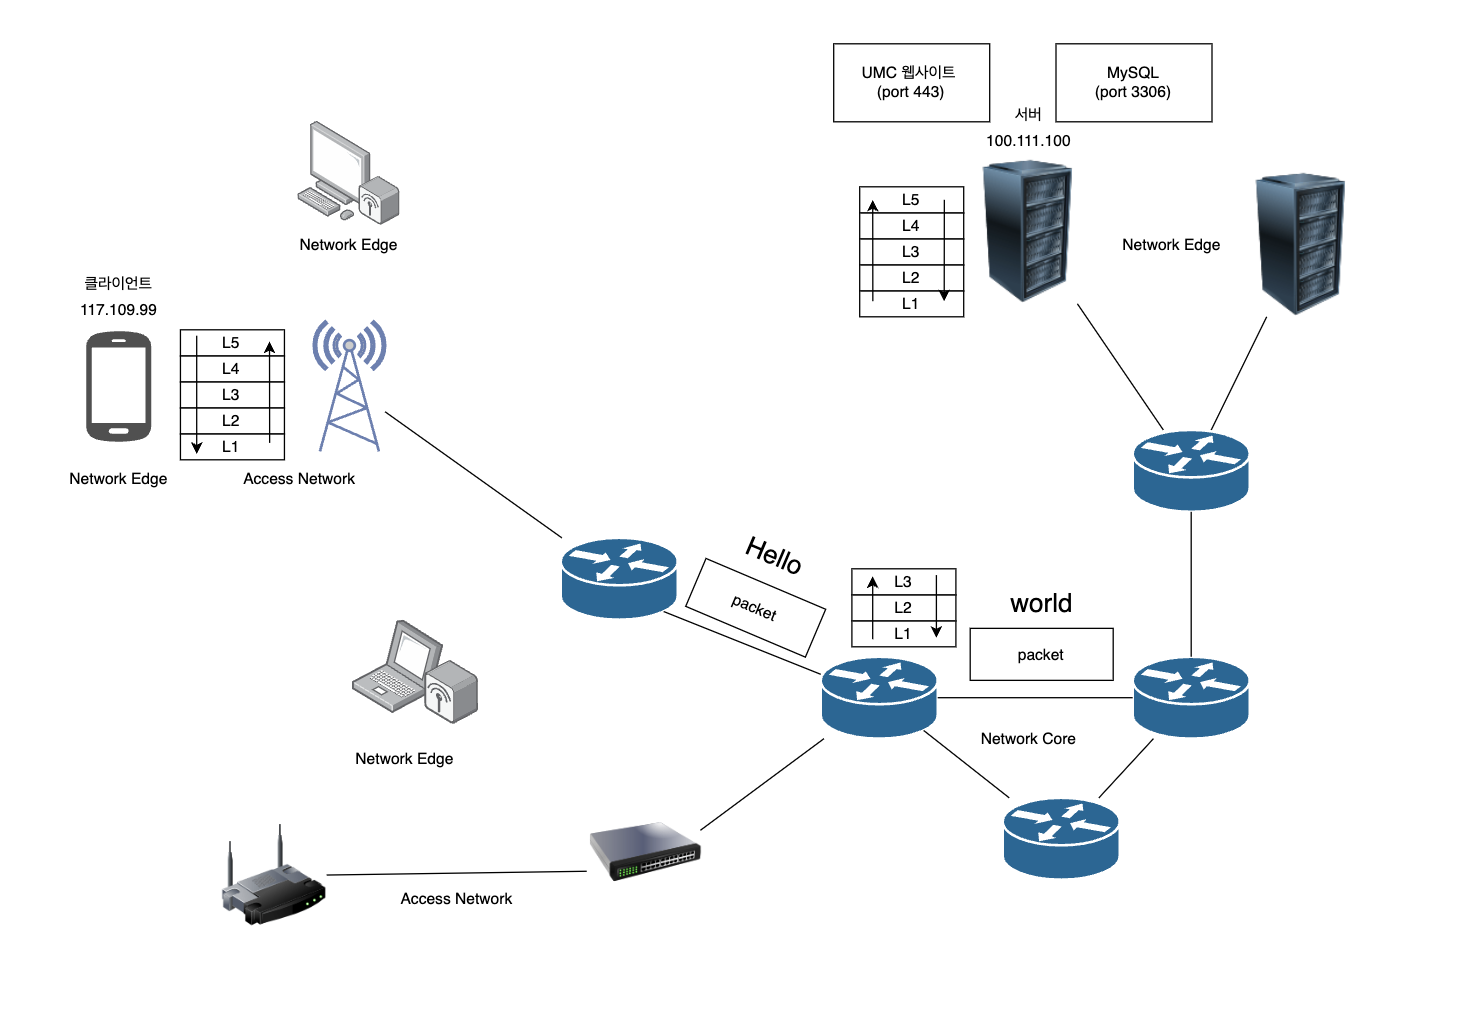 UMC 웹사이트
(port 443)
MySQL
(port 3306)
서버
100.111.100
L5
L4
L3
L2
L1
Network Edge
Network Edge
클라이언트
117.109.99
L5
L4
L3
L2
L1
Network Edge
Access Network
Hello
packet
L3
L2
L1
world
packet
Network Core
Network Edge
Access Network